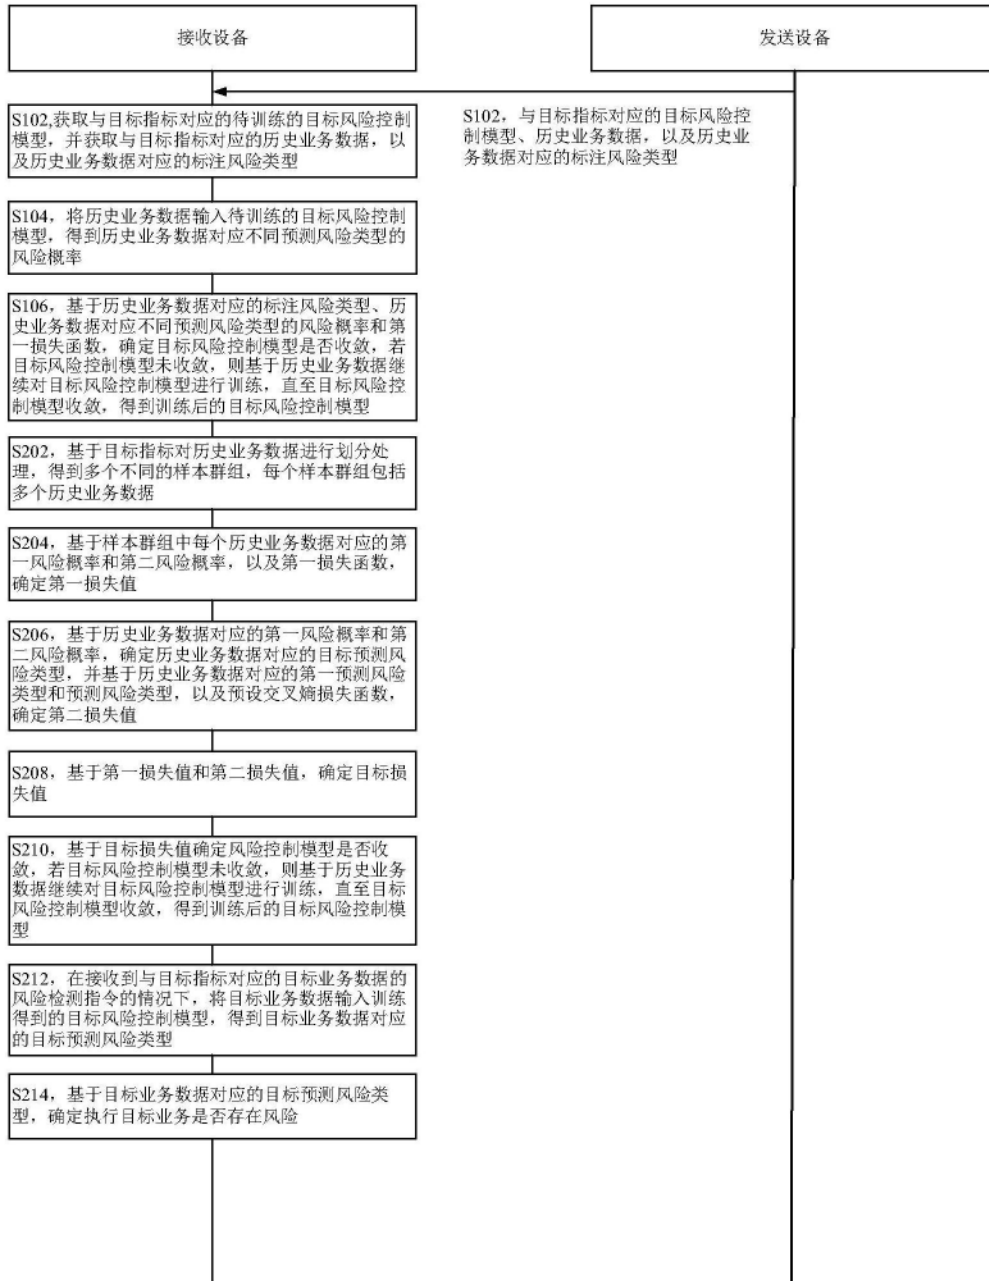 接收设备
发送设备
S102,获取与目标指标对应的待训练的目标风险控制
模型，并获取与目标指标对应的历史业务数据，以
及历史业务数据对应的标注风险类型
S102，与目标指标对应的目标风险控
制模型、历史业务数据，以及历史业
务数据对应的标注风险类型
S104，将历史业务数据输入待训练的目标风险控制
模型，得到历史业务数据对应不同预测风险类型的
风险概率
S106，基于历史业务数据对应的标注风险类型、历
史业务数据对应不同预测风险类型的风险概率和第
一损失函数，确定目标风险控制模型是否收敛，若
目标风险控制模型未收敛，则基于历史业务数据继
续对目标风险控制模型进行训练，直至目标风险控
制模型收敛，得到训练后的目标风险控制模型
S202，基于目标指标对历史业务数据进行划分处
理，得到多个不同的样本群组，每个样本群组包括
多个历史业务数据
S204，基于样本群组中每个历史业务数据对应的第
一风险概率和第二风险概率，以及第一损失函数，
确定第一损失值
S206，基于历史业务数据对应的第一风险概率和第
二风险概率，确定历史业务数据对应的目标预测风
险类型，并基于历史业务数据对应的第一预测风险
类型和预测风险类型，以及预设交叉熵损失函数，
确定第二损失值
S208，基于第一损失值和第二损失值，确定目标损
失值
S210，基于目标损失值确定风险控制模型是否收
敛，若目标风险控制模型未收敛，则基于历史业务
数据继续对目标风险控制模型进行训练，直至目标
风险控制模型收敛，得到训练后的目标风险控制模
型
S212，在接收到与目标指标对应的目标业务数据的
风险检测指令的情况下，将目标业务数据输入训练
得到的目标风险控制模型，得到目标业务数据对应
的目标预测风险类型
S214，基于目标业务数据对应的目标预测风险类
型，确定执行目标业务是否存在风险